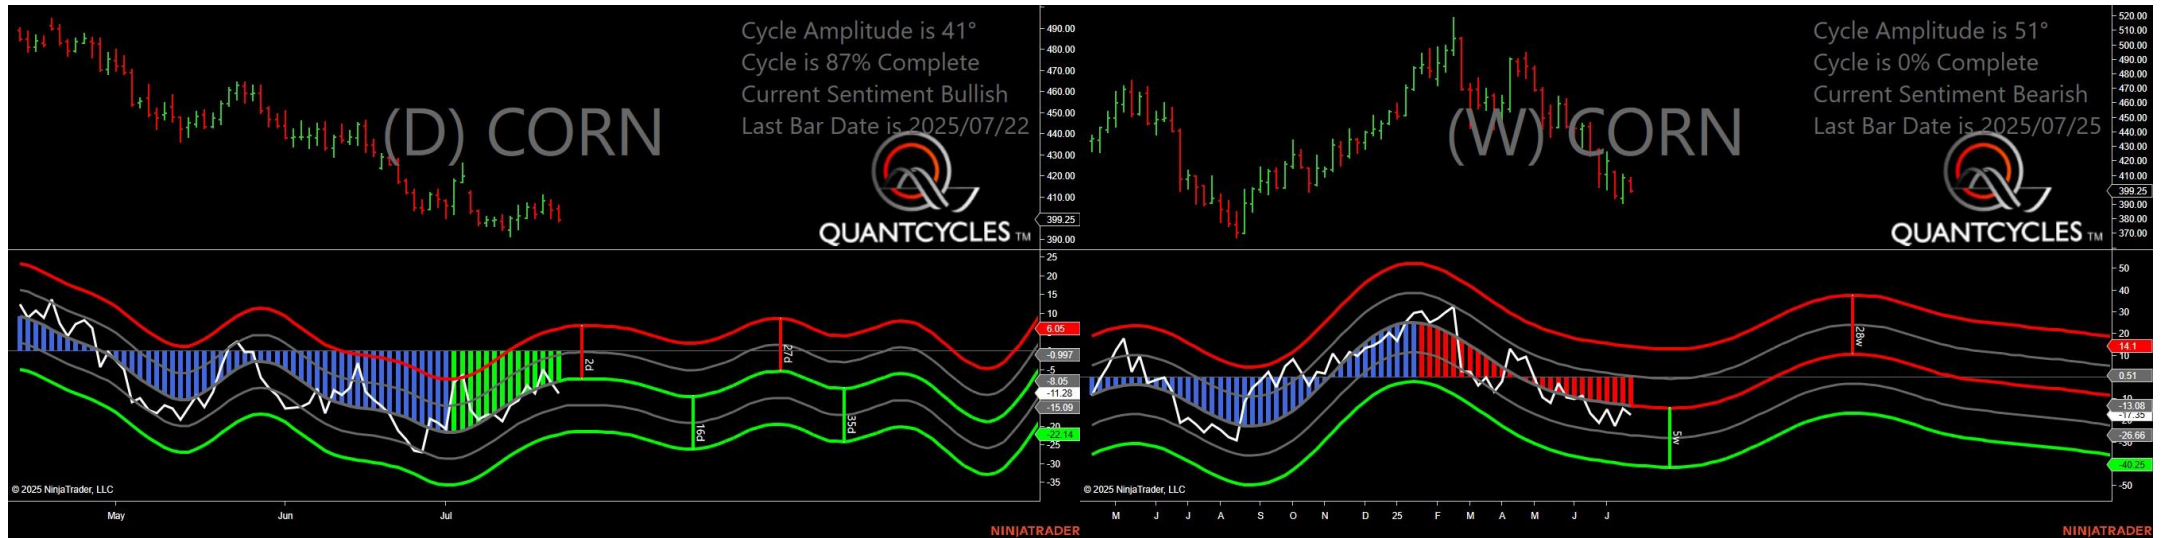 Cycle Amplitude is 41°
Cycle is 87% Complete
Current Sentiment Bullish
Last Bar Date is 2025/07/22
(D) CORN
QUANTCYCLES TM
490.00
480.00
470.00
460.00
450.00
440.00
430.00
420.00
410.00
399.25
390.00
25
20
15
10
6.05
-0.997
-5
-8.05
-11.28
-15.09
-20
-22.14
-25
-30
-35
2d
16d
27d
35d
© 2025 NinjaTrader, LLC
May
Jun
Jul
NINJATRADER
Cycle Amplitude is 51°
Cycle is 0% Complete
Current Sentiment Bearish
Last Bar Date is 2025/07/25
(W) CORN
QUANTCYCLES TM
520.00
510.00
500.00
490.00
480.00
470.00
460.00
450.00
440.00
430.00
420.00
410.00
399.25
390.00
380.00
370.00
50
40
30
20
14.1
10
0.51
-13.08
-17.35
-26.66
-40.25
-50
5w
28w
© 2025 NinjaTrader, LLC
M
J
J
A
S
O
N
D
25
F
M
A
M
J
J
NINJATRADER